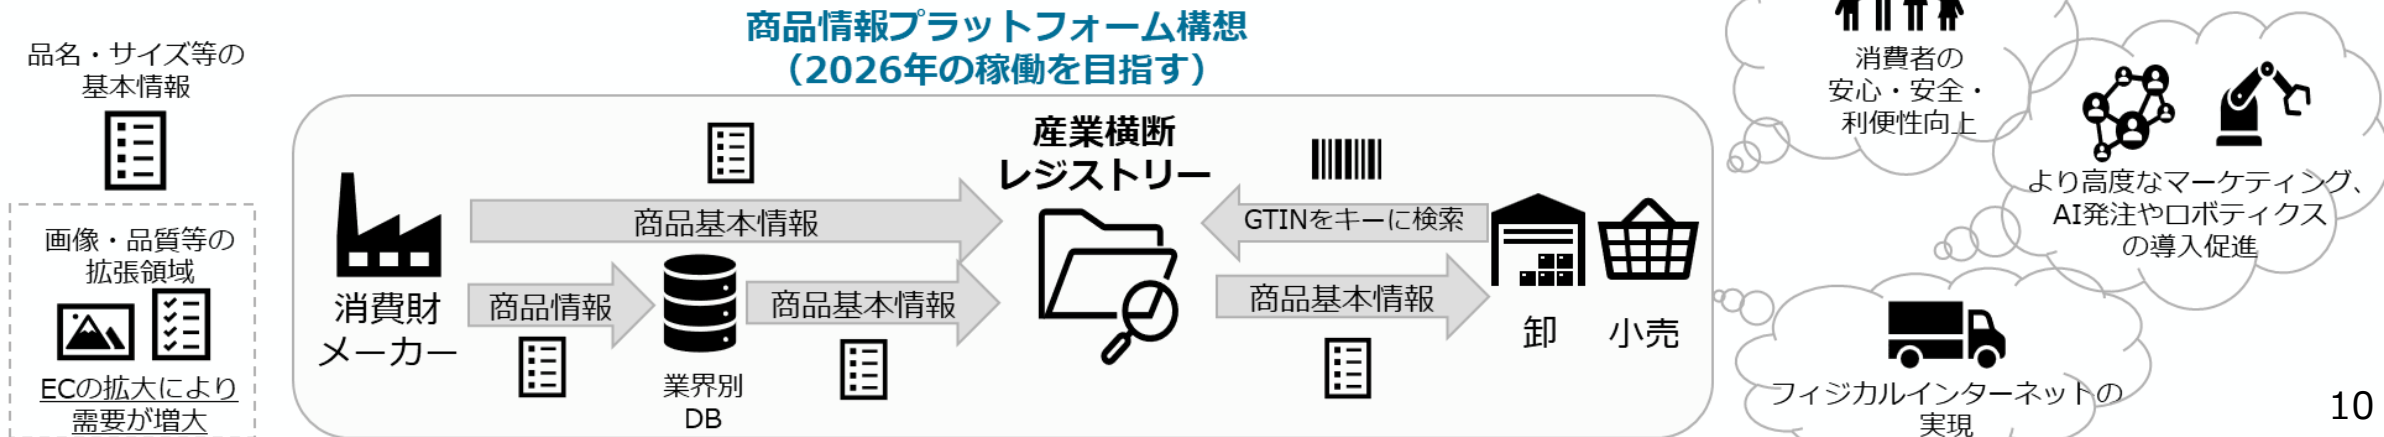 商品情報プラットフォーム構想
（2026年の稼働を目指す）
品名・サイズ等の
基本情報
画像・品質等の
拡張領域
ECの拡大により
需要が増大
産業横断
レジストリー
商品基本情報
GTINをキーに検索
消費財
メーカー
商品情報
業界別
DB
商品基本情報
商品基本情報
卸
小売
消費者の
安心・安全・
利便性向上
より高度なマーケティング、
AI発注やロボティクス
の導入促進
フィジカルインターネットの
実現
10